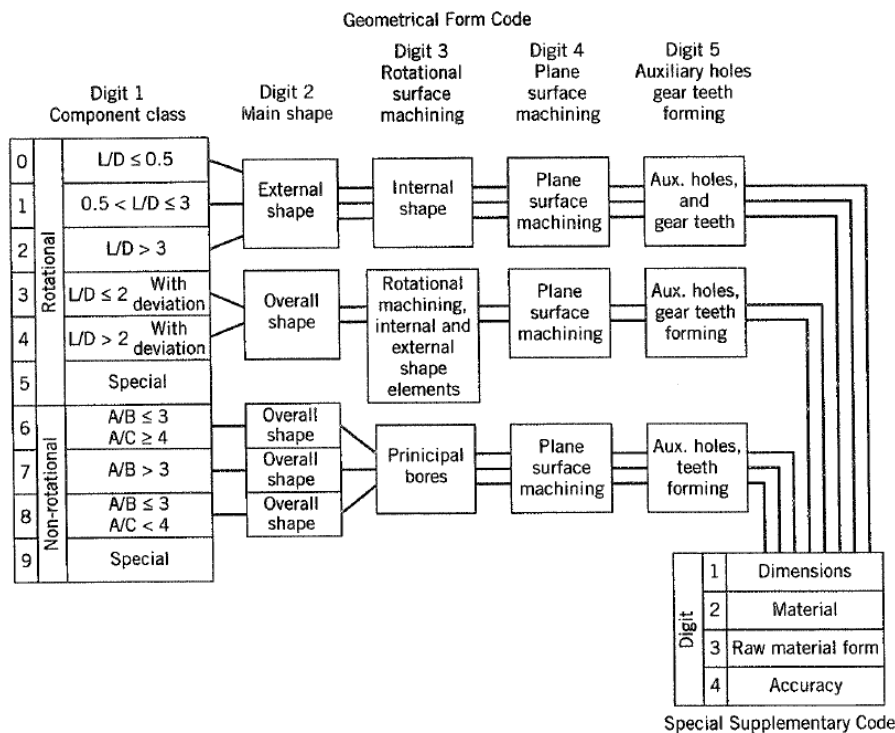 Geometrical Form Code
Digit 1
Component class
Digit 2
Main shape
Digit 3
Rotational
surface
machining
Digit 4
Plane
surface
machining
Digit 5
Auxiliary holes
gear teeth
forming
Rotational
0
L/D ≤ 0.5
1
0.5 < L/D ≤ 3
2
L/D > 3
3
L/D ≤ 2 With
deviation
4
L/D > 2 With
deviation
5
Special
Non-rotational
6
A/B ≤ 3
A/C ≥ 4
7
A/B > 3
8
A/B ≤ 3
A/C < 4
9
Special
External
shape
Internal
shape
Plane
surface
machining
Aux. holes,
and
gear teeth
Overall
shape
Rotational
machining,
internal and
external
shape
elements
Plane
surface
machining
Aux. holes,
gear teeth
forming
Overall
shape
Overall
shape
Overall
shape
Prinicipal
bores
Plane
surface
machining
Aux. holes,
teeth
forming
Digit
1 Dimensions
2 Material
3 Raw material form
4 Accuracy
Special Supplementary Code